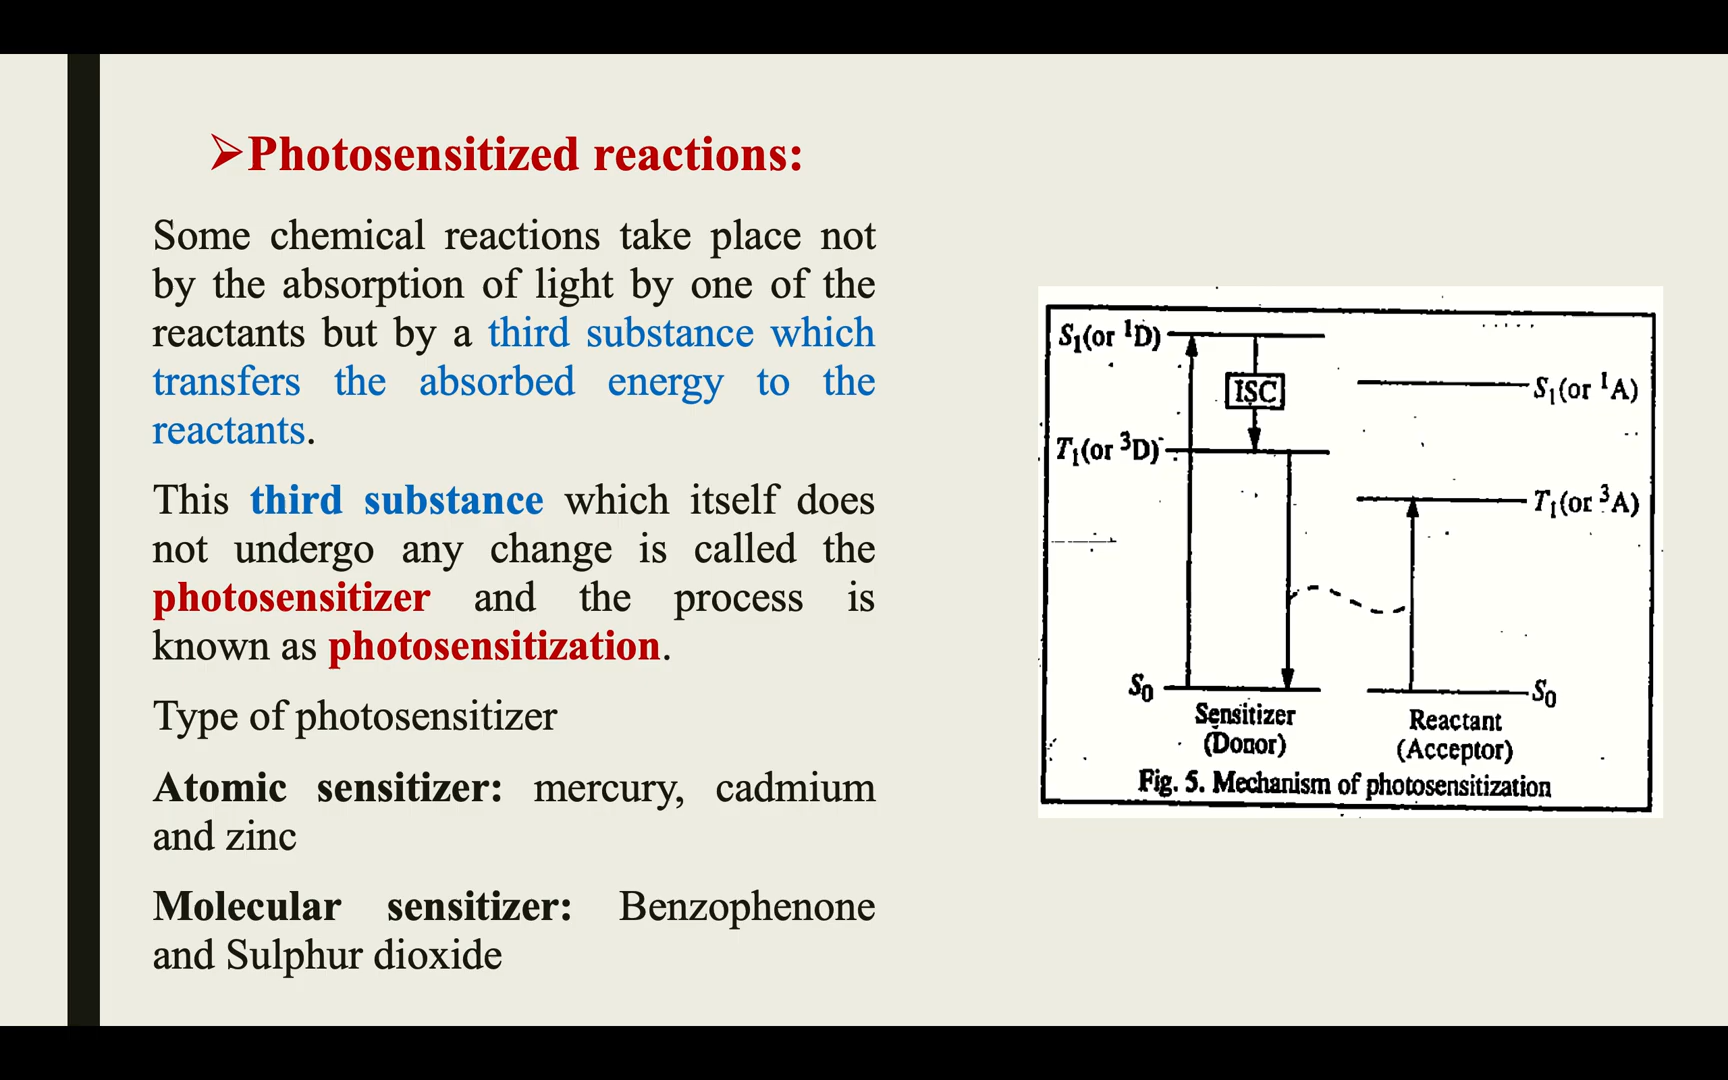 ➢Photosensitized reactions:
Some chemical reactions take place not
by the absorption of light by one of the
reactants but by a third substance which
transfers the absorbed energy to the
reactants.
This third substance which itself does
not undergo any change is called the
photosensitizer and the process is
known as photosensitization.
Type of photosensitizer
Atomic sensitizer: mercury, cadmium
and zinc
Molecular sensitizer: Benzophenone
and Sulphur dioxide
S₁(or ¹D)
ISC
S₁(or ¹A)
T₁(or ³D)
T₁(or ³A)
S₀
S₀
Sensitizer
(Donor)
Reactant
(Acceptor)
Fig. 5. Mechanism of photosensitization